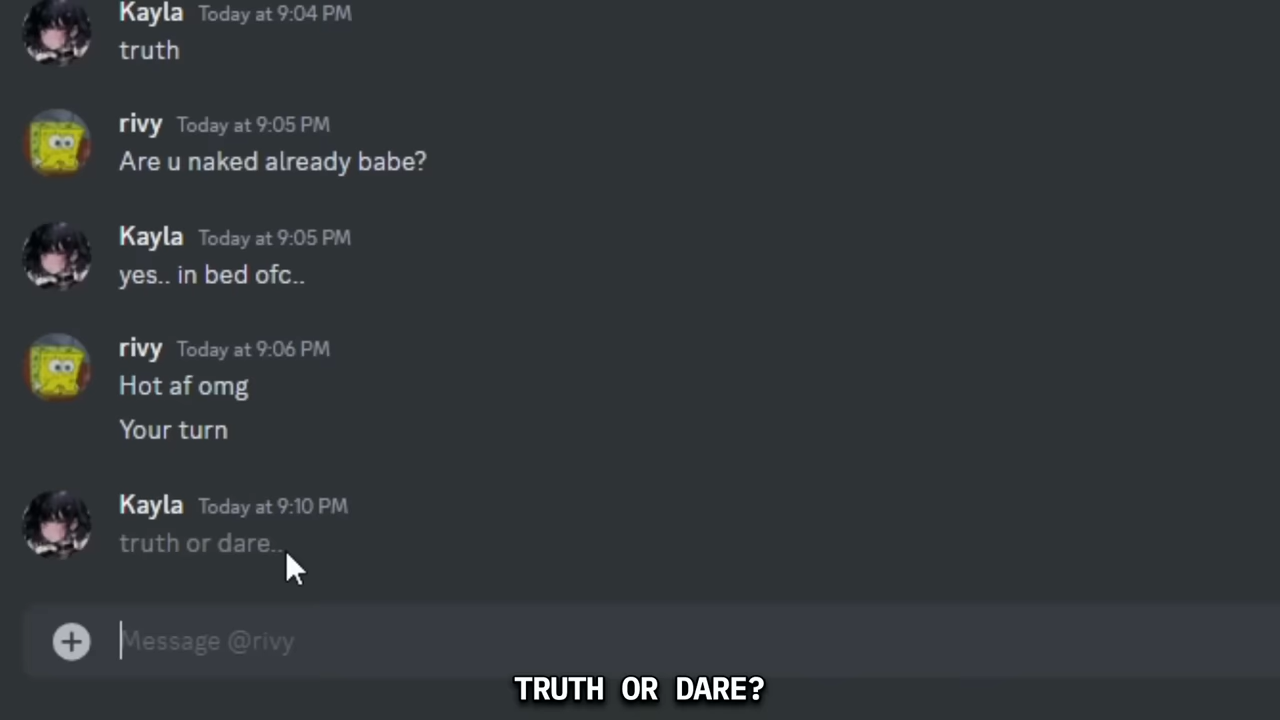 Kayla Today at 9:04 PM
truth
rivy Today at 9:05 PM
Are u naked already babe?
Kayla Today at 9:05 PM
yes.. in bed ofc..
rivy Today at 9:06 PM
Hot af omg
Your turn
Kayla Today at 9:10 PM
truth or dare..
Message @rivy
TRUTH OR DARE?